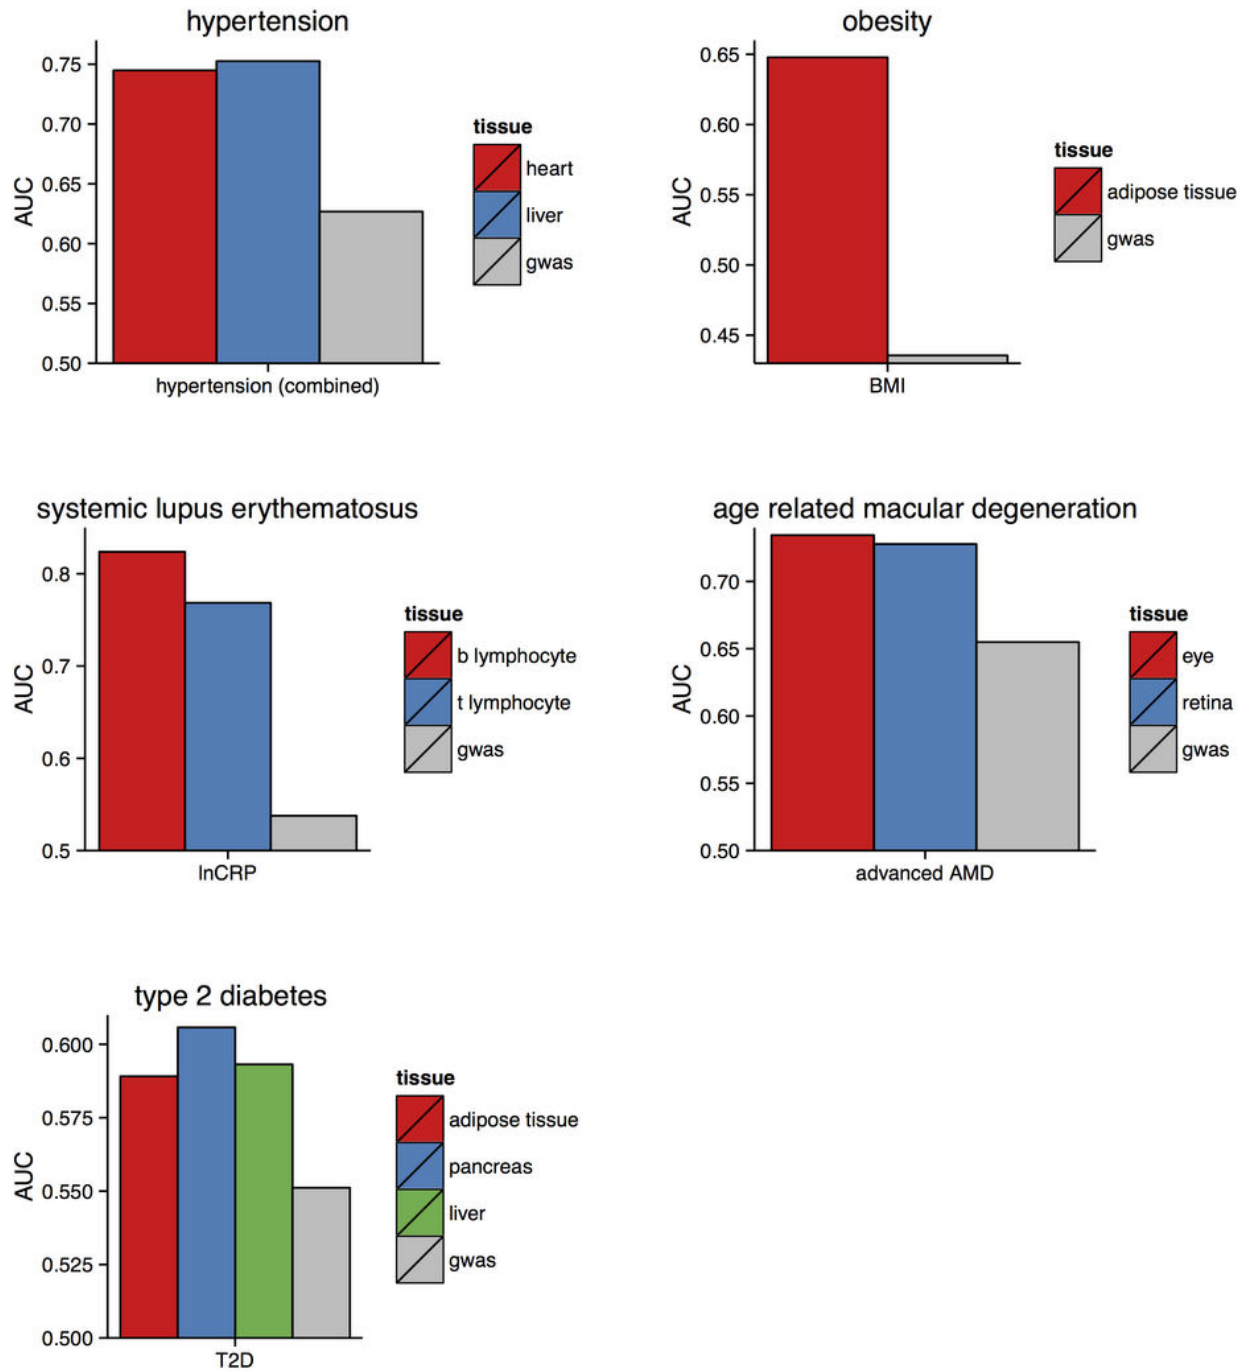 hypertension
AUC
0.75
0.70
0.65
0.60
0.55
0.50
hypertension (combined)
tissue
heart
liver
gwas
obesity
AUC
0.65
0.60
0.55
0.50
0.45
BMI
tissue
adipose tissue
gwas
systemic lupus erythematosus
AUC
0.8
0.7
0.6
0.5
lnCRP
tissue
b lymphocyte
t lymphocyte
gwas
age related macular degeneration
AUC
0.70
0.65
0.60
0.55
0.50
advanced AMD
tissue
eye
retina
gwas
type 2 diabetes
AUC
0.600
0.575
0.550
0.525
0.500
T2D
tissue
adipose tissue
pancreas
liver
gwas